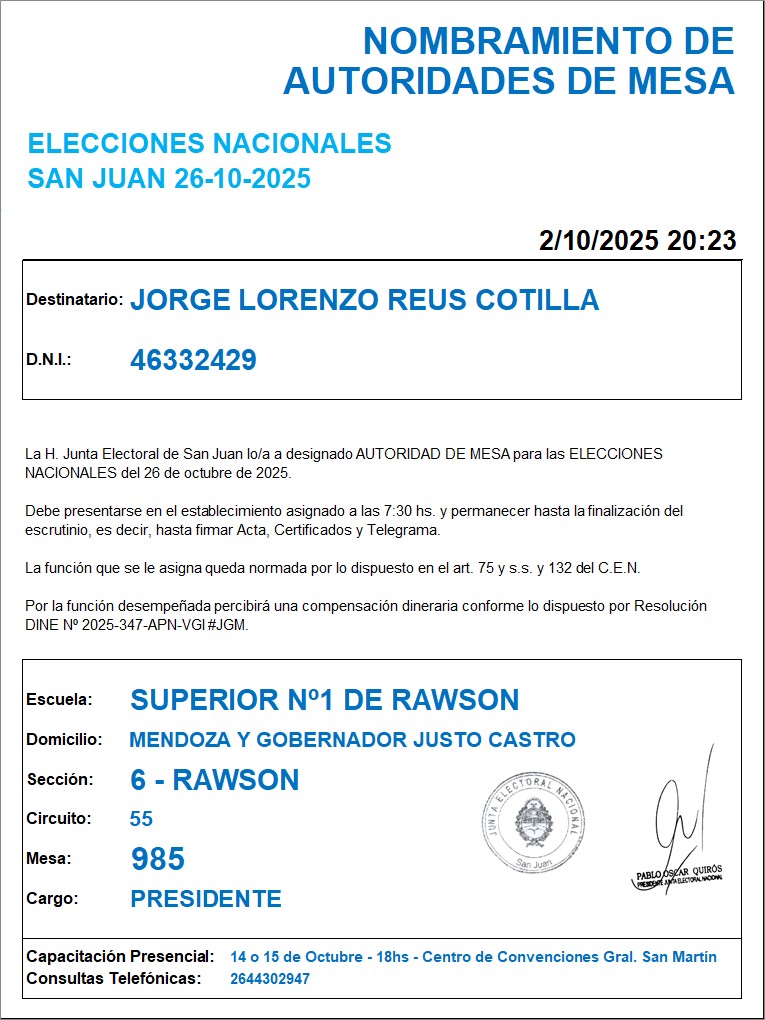 NOMBRAMIENTO DE
AUTORIDADES DE MESA
ELECCIONES NACIONALES
SAN JUAN 26-10-2025
2/10/2025 20:23
Destinatario: JORGE LORENZO REUS COTILLA
D.N.I.: 46332429
La H. Junta Electoral de San Juan lo/a a designado AUTORIDAD DE MESA para las ELECCIONES
NACIONALES del 26 de octubre de 2025.
Debe presentarse en el establecimiento asignado a las 7:30 hs. y permanecer hasta la finalización del
escrutinio, es decir, hasta firmar Acta, Certificados y Telegrama.
La función que se le asigna queda normada por lo dispuesto en el art. 75 y s.s. y 132 del C.E.N.
Por la función desempeñada percibirá una compensación dineraria conforme lo dispuesto por Resolución
DINE Nº 2025-347-APN-VGI#JGM.
Escuela: SUPERIOR Nº1 DE RAWSON
Domicilio: MENDOZA Y GOBERNADOR JUSTO CASTRO
Sección: 6 - RAWSON
Circuito: 55
Mesa: 985
Cargo: PRESIDENTE
JUNTA ELECTORAL NACIONAL
San Juan
PABLO OSCAR QUIRÓS
PRESIDENTE JUNTA ELECTORAL NACIONAL
Capacitación Presencial: 14 o 15 de Octubre - 18hs - Centro de Convenciones Gral. San Martín
Consultas Telefónicas: 2644302947